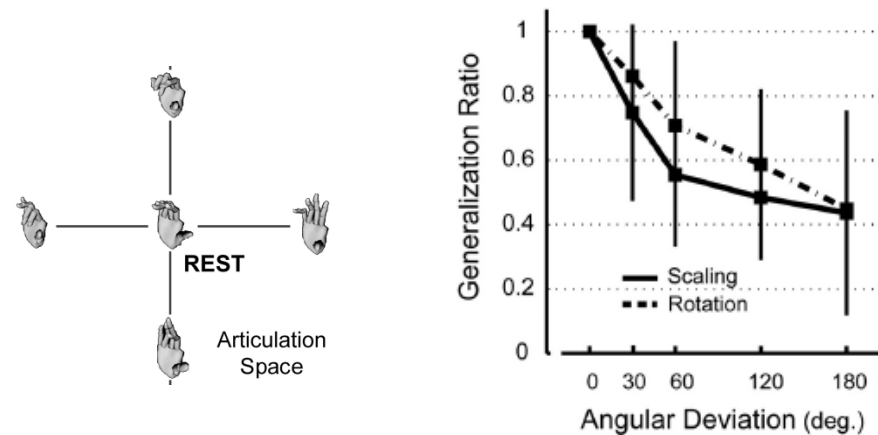 REST
Articulation
Space
Generalization Ratio
1
0.8
0.6
0.4
0.2
0
Scaling
Rotation
0 30 60 120 180
Angular Deviation (deg.)